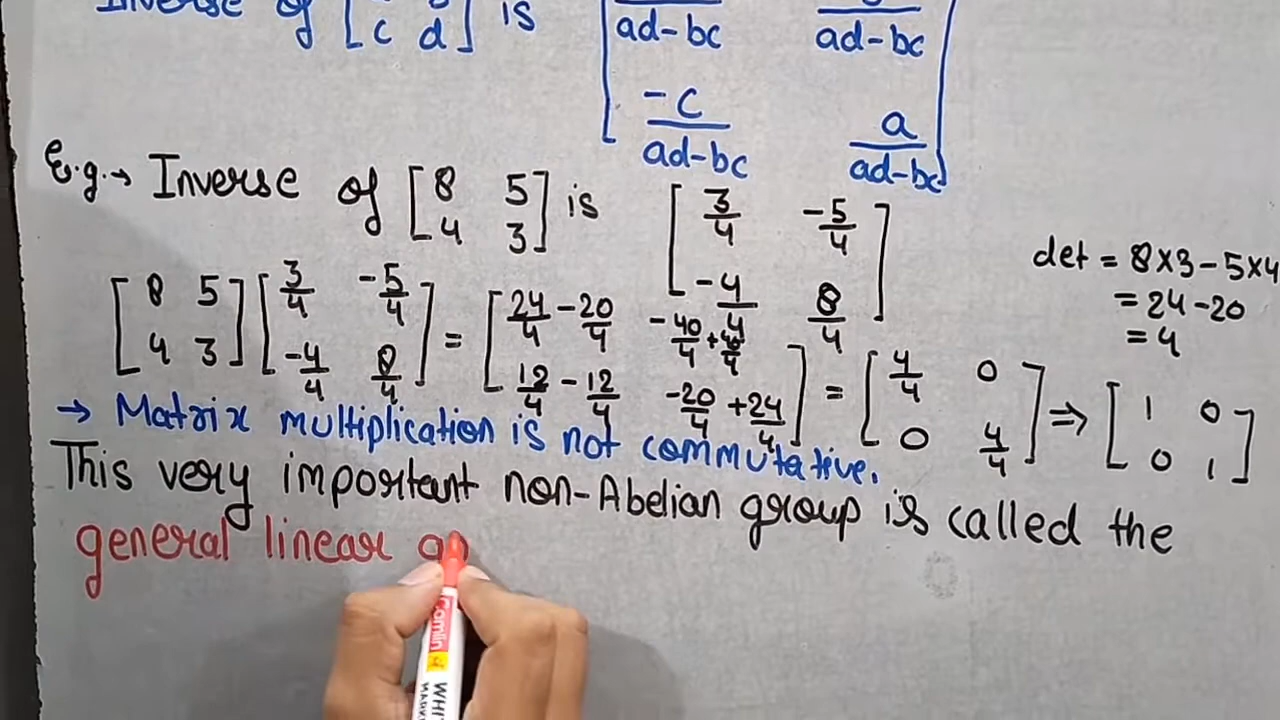 Inverse of [ c d ] is [ ad-bc ad-bc
-c/ad-bc a/ad-bc ]
E.g.→ Inverse of [8 5 4 3] is [3/4 -5/4 -4/4 8/4]
det = 8×3-5×4
= 24-20
= 4
[8 5 4 3] [3/4 -5/4 -4/4 8/4] = [24/4 - 20/4 -40/4 + 40/4 12/4 - 12/4 -20/4 + 24/4] = [4/4 0 0 4/4] ⇒ [1 0 0 1]
→ Matrix multiplication is not commutative.
This very important non-Abelian group is called the
general linear
Camlin
WHI
MARK